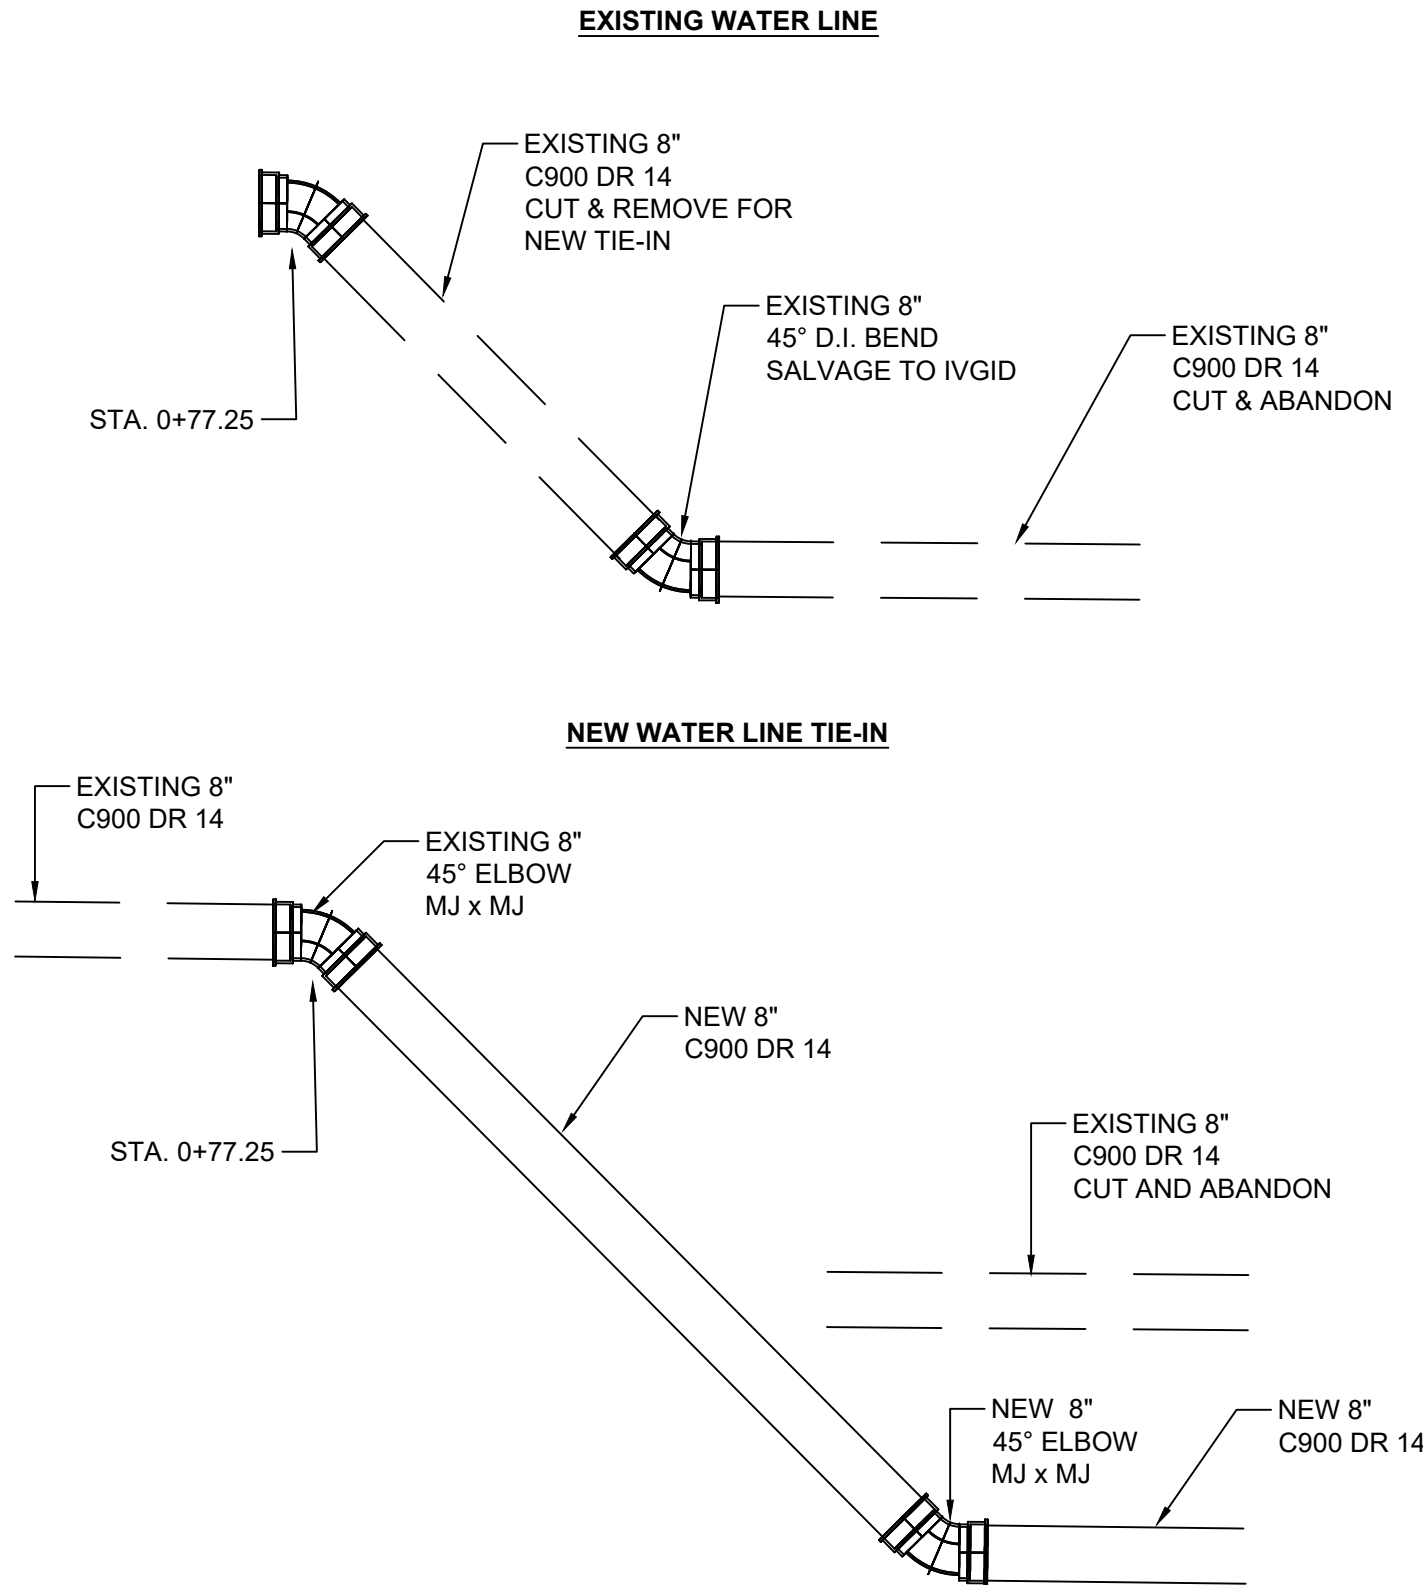 EXISTING WATER LINE
EXISTING 8"
C900 DR 14
CUT & REMOVE FOR
NEW TIE-IN
EXISTING 8"
45° D.I. BEND
SALVAGE TO IVGID
EXISTING 8"
C900 DR 14
CUT & ABANDON
STA. 0+77.25
NEW WATER LINE TIE-IN
EXISTING 8"
C900 DR 14
EXISTING 8"
45° ELBOW
MJ x MJ
NEW 8"
C900 DR 14
STA. 0+77.25
EXISTING 8"
C900 DR 14
CUT AND ABANDON
NEW 8"
45° ELBOW
MJ x MJ
NEW 8"
C900 DR 14